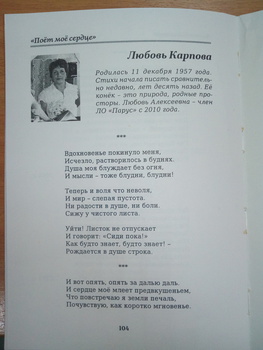 «Поёт моё сердце»
Любовь Карпова
Родилась 11 декабря 1957 года.
Стихи начала писать сравнитель-
но недавно, лет десять назад. Её
конёк – это природа, родные про-
сторы. Любовь Алексеевна – член
ЛО «Парус» с 2010 года.
***
Вдохновенье покинуло меня,
Исчезло, растворилось в буднях.
Душа моя блуждает без огня,
И мысли – тоже блудни, блудни!
Теперь и воля что неволя,
И мир – слепая пустота.
На радости в душе, ни боли.
Сижу у чистого листа.
Уйти! Листок не отпускает
И говорит: «Сиди пока!»
Как будто знает, будто знает! –
Рождается в душе строка.
***
И вот опять, опять за далью даль.
И сердце моё млеет предвкушеньем,
Что повстречаю я земли печаль,
Почувствую, как коротко мгновенье.
104